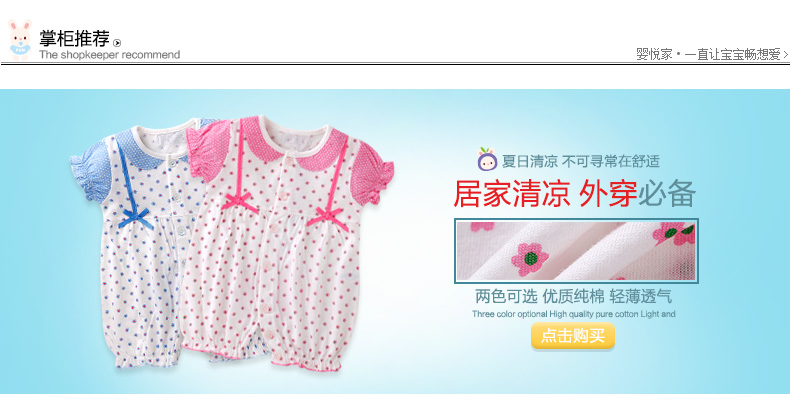 掌柜推荐
The shopkeeper recommend
婴悦家·一直让宝宝畅想爱
夏日清凉 不可寻常在舒适
居家清凉 外穿必备
两色可选 优质纯棉 轻薄透气
Three color optional High quality pure cotton Light and
点击购买